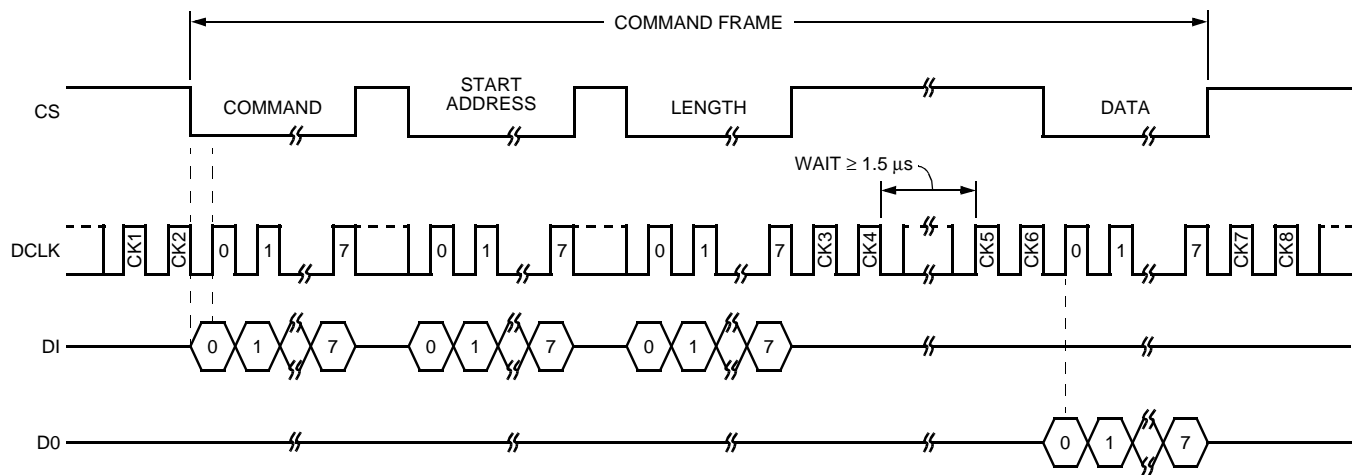 COMMAND FRAME
CS
COMMAND
START
ADDRESS
LENGTH
DATA
WAIT ≥ 1.5 μs
DCLK
CK1
CK2
0
1
7
0
1
7
0
1
7
CK3
CK4
CK5
CK6
0
1
7
CK7
CK8
DI
0
1
7
0
1
7
0
1
7
D0
0
1
7